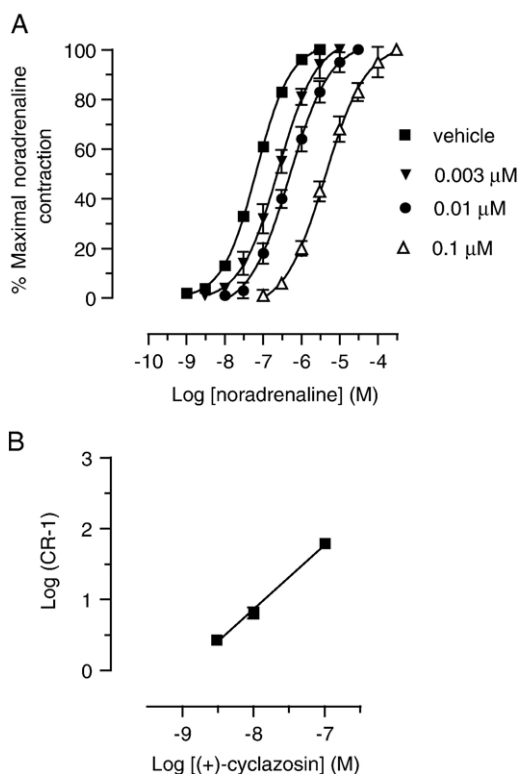 A
% Maximal noradrenaline
contraction
100
80
60
40
20
0
-10 -9 -8 -7 -6 -5 -4
Log [noradrenaline] (M)
vehicle
0.003 µM
0.01 µM
0.1 µM
B
Log (CR-1)
3
2
1
0
-9 -8 -7
Log [(+)-cyclazosin] (M)